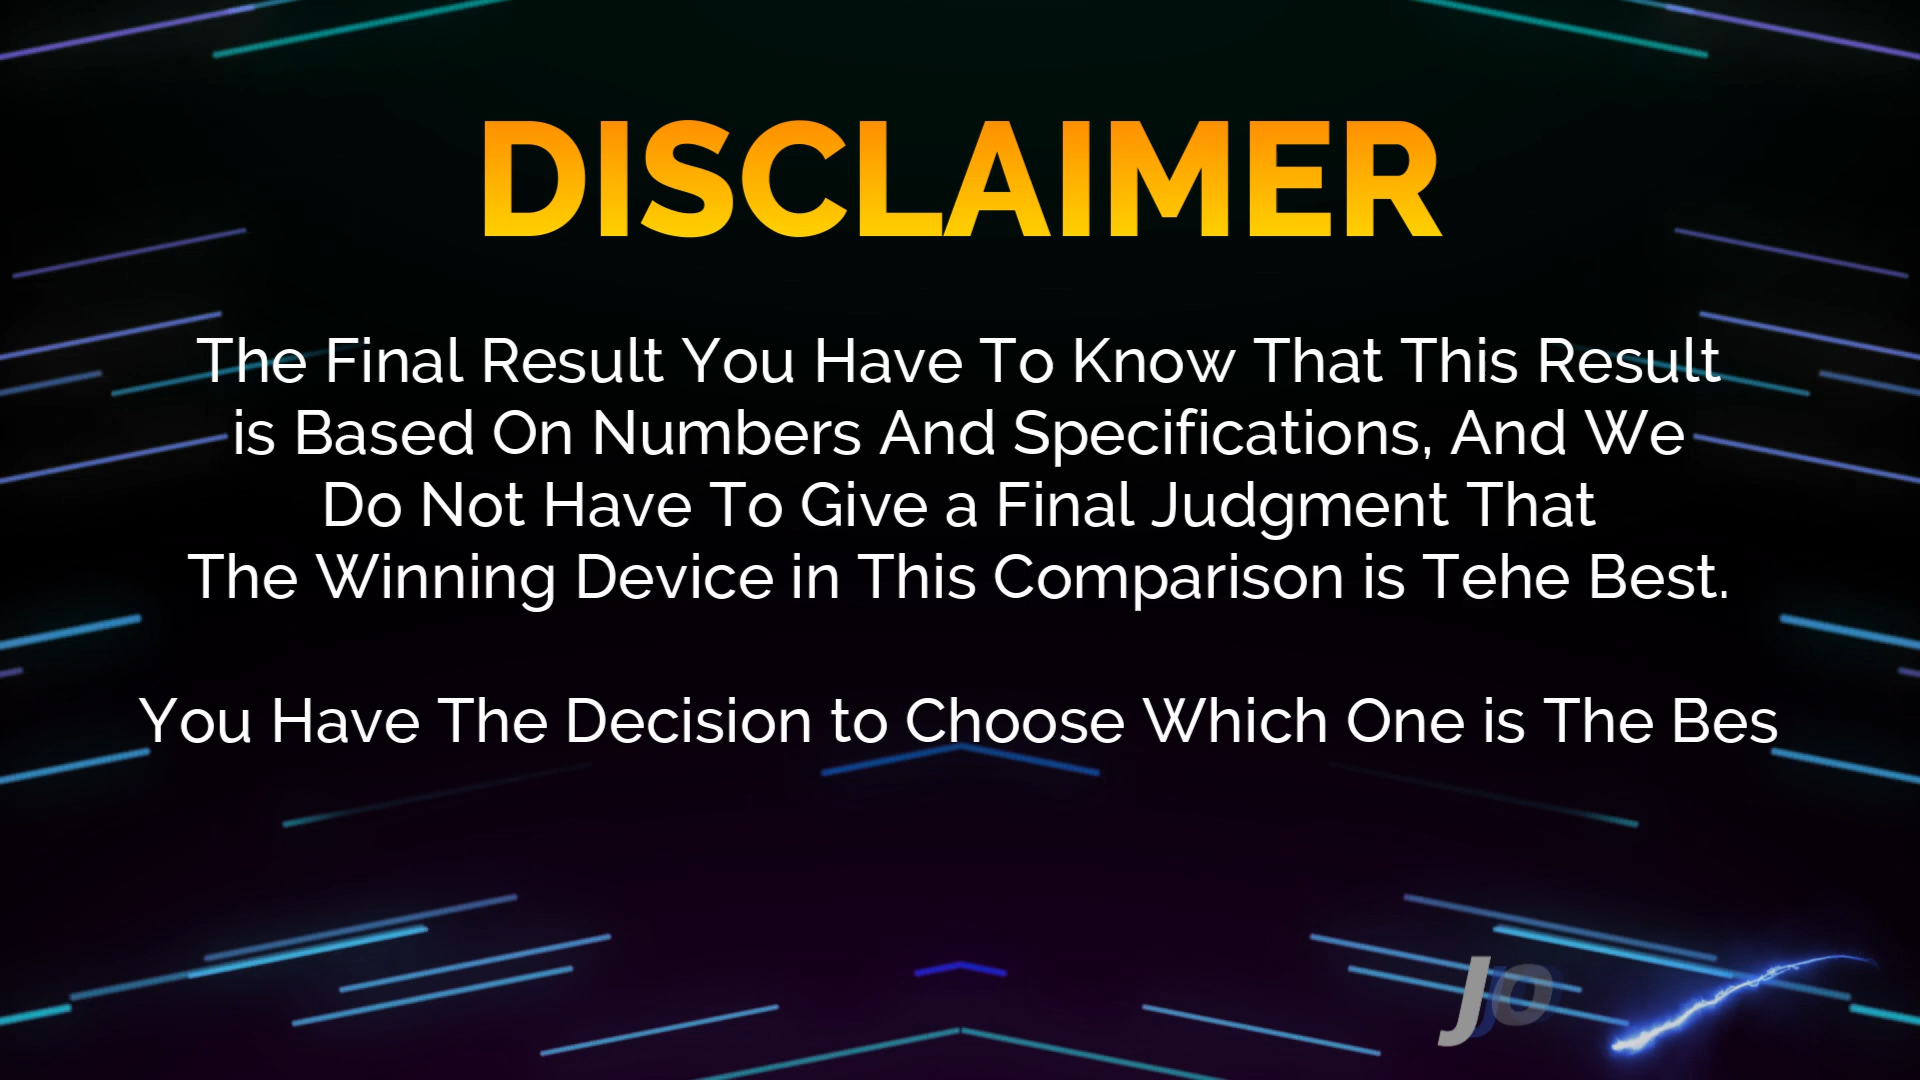 DISCLAIMER
The Final Result You Have To Know That This Result
is Based On Numbers And Specifications, And We
Do Not Have To Give a Final Judgment That
The Winning Device in This Comparison is Tehe Best.
You Have The Decision to Choose Which One is The Bes
Jo